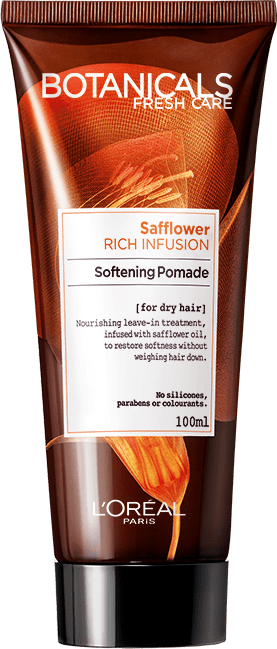 BOTANICALS
FRESH CARE
Safflower
RICH INFUSION
Softening Pomade
[for dry hair]
Nourishing leave-in treatment,
infused with safflower oil,
to restore softness without
weighing hair down.
No silicones,
parabens or colourants.
100ml
L'ORÉAL
PARIS